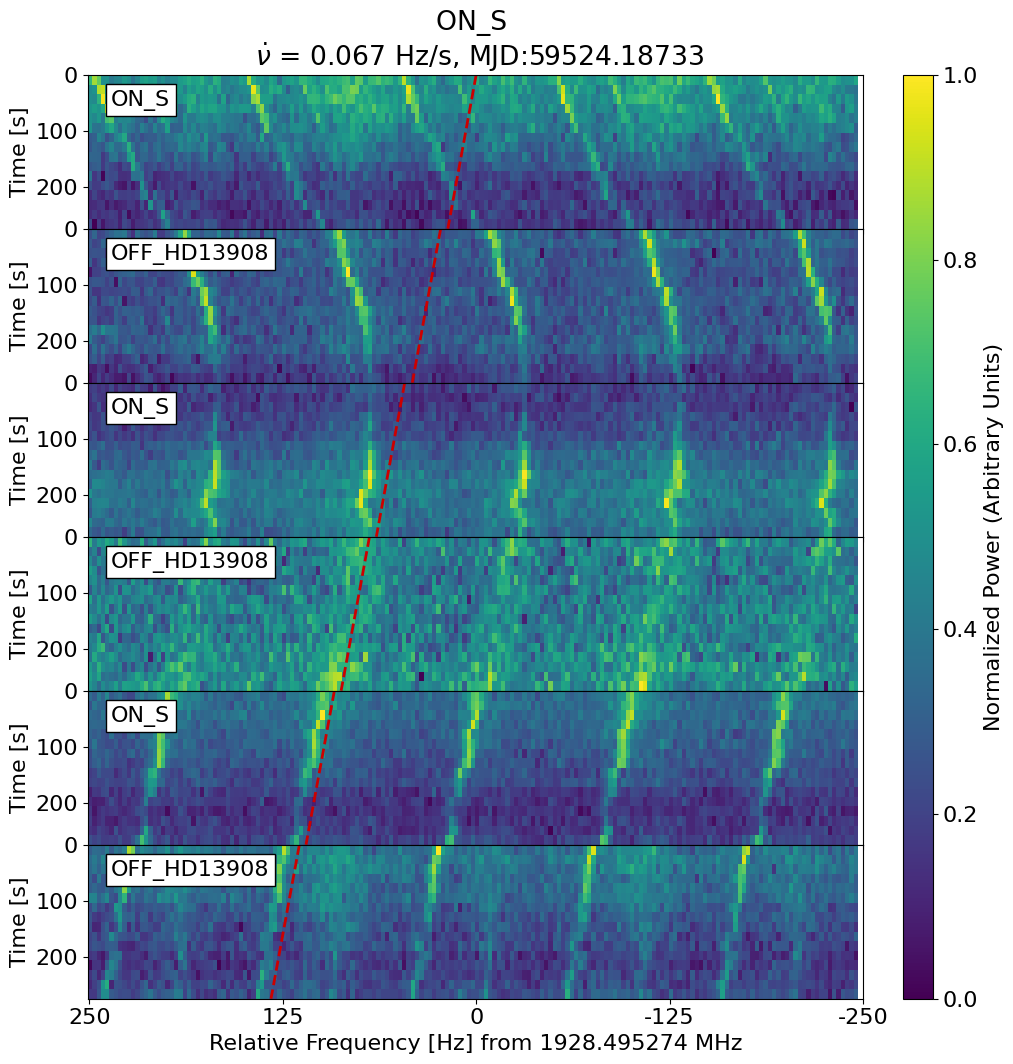 ON_S
ν̇ = 0.067 Hz/s, MJD:59524.18733
0
100
200
Time [s]
ON_S
0
100
200
Time [s]
OFF_HD13908
0
100
200
Time [s]
ON_S
0
100
200
Time [s]
OFF_HD13908
0
100
200
Time [s]
ON_S
0
100
200
Time [s]
OFF_HD13908
250 125 0 -125 -250
Relative Frequency [Hz] from 1928.495274 MHz
1.0
0.8
0.6
0.4
0.2
0.0
Normalized Power (Arbitrary Units)